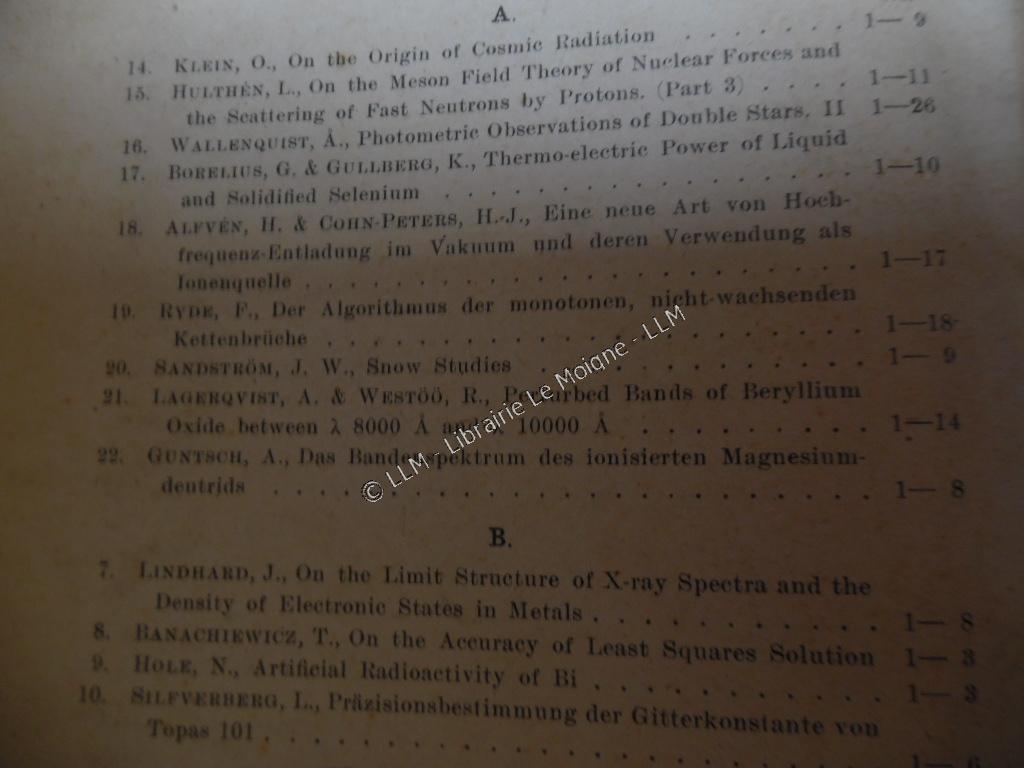 A.
14. KLEIN, O., On the Origin of Cosmic Radiation . . . . . . . 1— 9
15. HULTHÉN, L., On the Meson Field Theory of Nuclear Forces and
the Scattering of Fast Neutrons by Protons. (Part 3) . . . . 1—11
16. WALLENQUIST, Å., Photometric Observations of Double Stars. II 1—26
17. BORELIUS, G. & GULLBERG, K., Thermo-electric Power of Liquid
and Solidified Selenium . . . . . . . . . . . . . . . . 1—10
18. ALFVÉN, H. & COHN-PETERS, H.-J., Eine neue Art von Hoch-
frequenz-Entladung im Vakuum und deren Verwendung als
Ionenquelle . . . . . . . . . . . . . . . . . . . . 1—17
19. RYDE, F., Der Algorithmus der monotonen, nicht-wachsenden
Kettenbrüche . . . . . . . . . . . . . . . . . . . 1—18
20. SANDSTRÖM, J. W., Snow Studies . . . . . . . . . . . . 1— 9
21. LAGERQVIST, A. & WESTÖÖ, R., Perturbed Bands of Beryllium
Oxide between λ 8000 Å and λ 10000 Å . . . . . . . . . 1—14
22. GUNTSCH, A., Das Bandenspektrum des ionisierten Magnesium-
deutrids . . . . . . . . . . . . . . . . . . . . . 1— 8
© LLM - Librairie Le Moigne - LLM
B.
7. LINDHARD, J., On the Limit Structure of X-ray Spectra and the
Density of Electronic States in Metals . . . . . . . . . . . 1— 8
8. BANACHIEWICZ, T., On the Accuracy of Least Squares Solution 1— 3
9. HOLE, N., Artificial Radioactivity of Bi . . . . . . . . . . . 1— 3
10. SILFVERBERG, L., Präzisionsbestimmung der Gitterkonstante von
Topas 101 . . . . . . . . . . . . . . . . . . . . . 1— 6